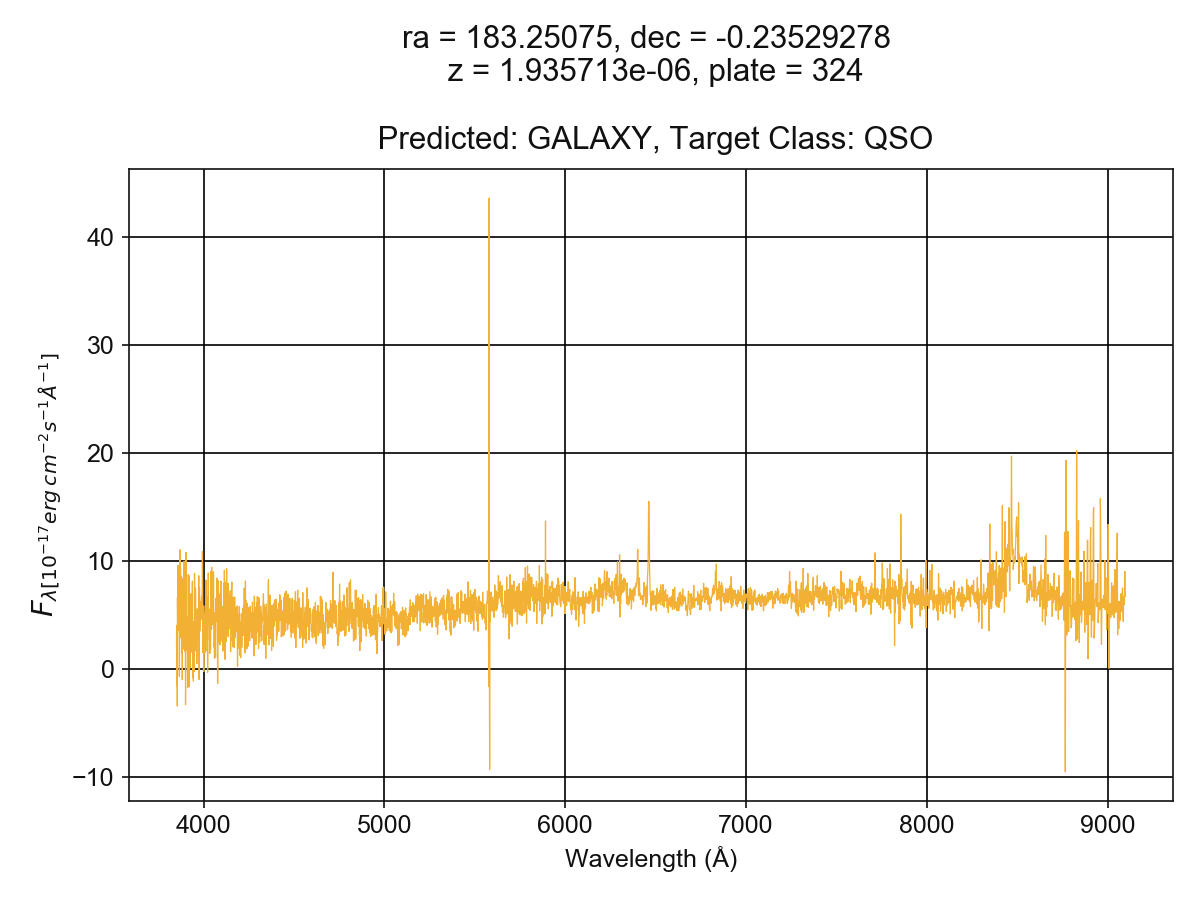 ra = 183.25075, dec = -0.23529278
z = 1.935713e-06, plate = 324
Predicted: GALAXY, Target Class: QSO
F_{λ[10^{−17}erg cm^{−2}s^{−1}Å^{−1}]}
40
30
20
10
0
−10
4000 5000 6000 7000 8000 9000
Wavelength (Å)